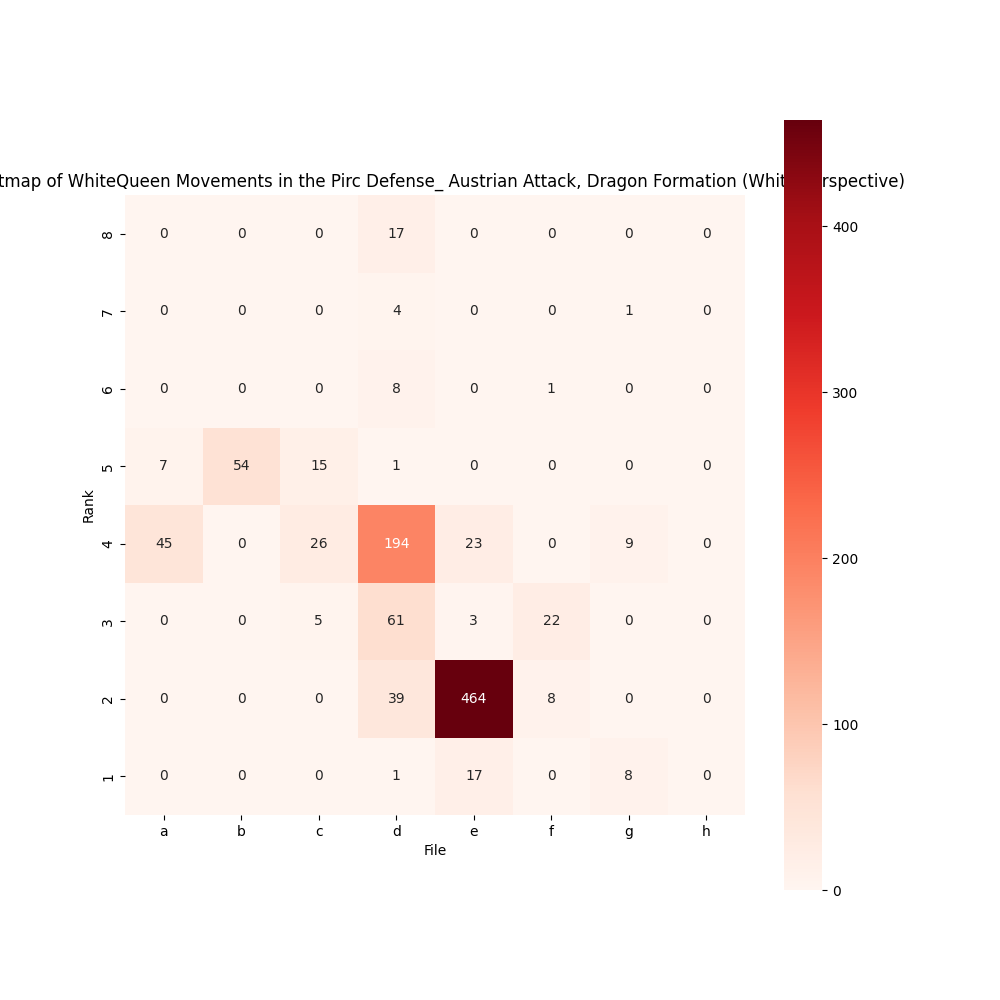 tmap of WhiteQueen Movements in the Pirc Defense_ Austrian Attack, Dragon Formation (Whit rspective)
8 0 0 0 17 0 0 0 0
7 0 0 0 4 0 0 1 0
6 0 0 0 8 0 1 0 0
5 7 54 15 1 0 0 0 0
4 45 0 26 194 23 0 9 0
3 0 0 5 61 3 22 0 0
2 0 0 0 39 464 8 0 0
1 0 0 0 1 17 0 8 0
a b c d e f g h
File
Rank
400
300
200
100
0